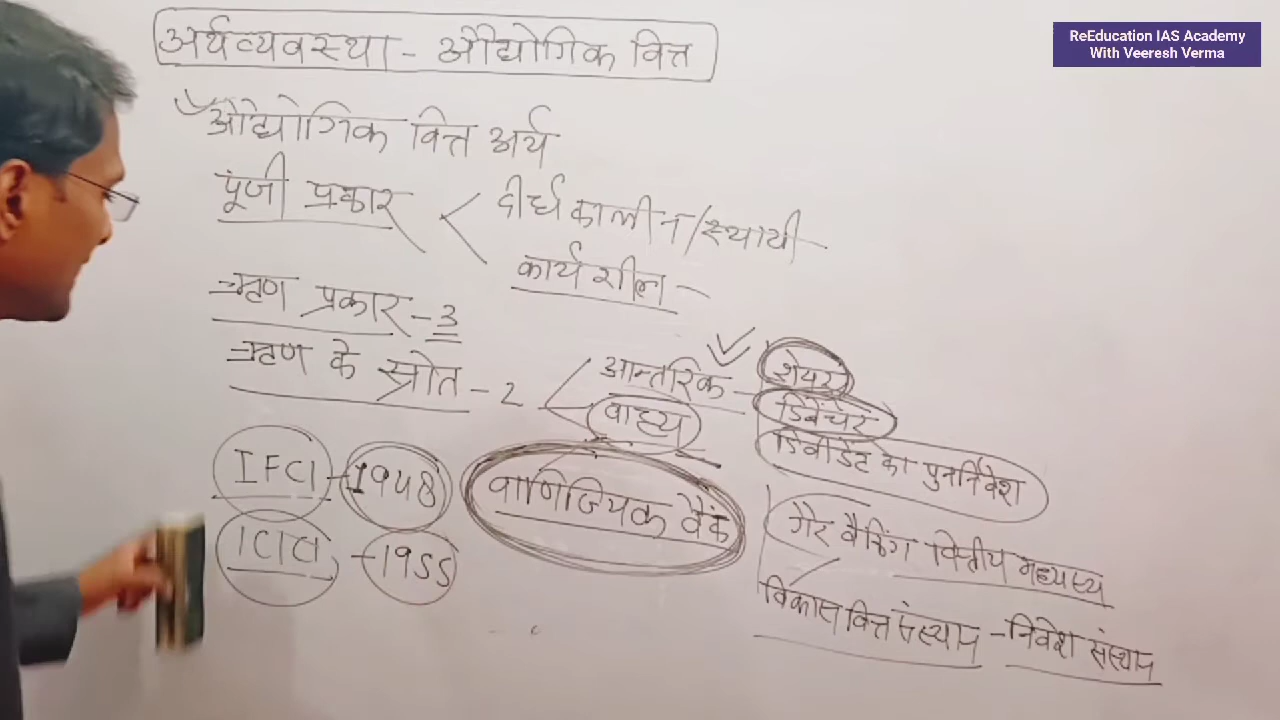 ReEducation IAS Academy
With Veeresh Verma
अर्थव्यवस्था - औद्योगिक वित्त
औद्योगिक वित्त अर्थ
पूंजी प्रकार < दीर्घकालीन/स्थायी
कार्यशील -
ऋण प्रकार - 3
ऋण के स्रोत - 2 < आन्तरिक - शेयर
वाह्य
डिबेंचर
डिवीडेंट का पुनर्निवेश
IFCI - 1948
वाणिज्यिक बैंक
गैर बैंकिंग वित्तीय मध्यस्थ
ICICI - 1955
विकास वित्त संस्थान - निवेश संस्थान